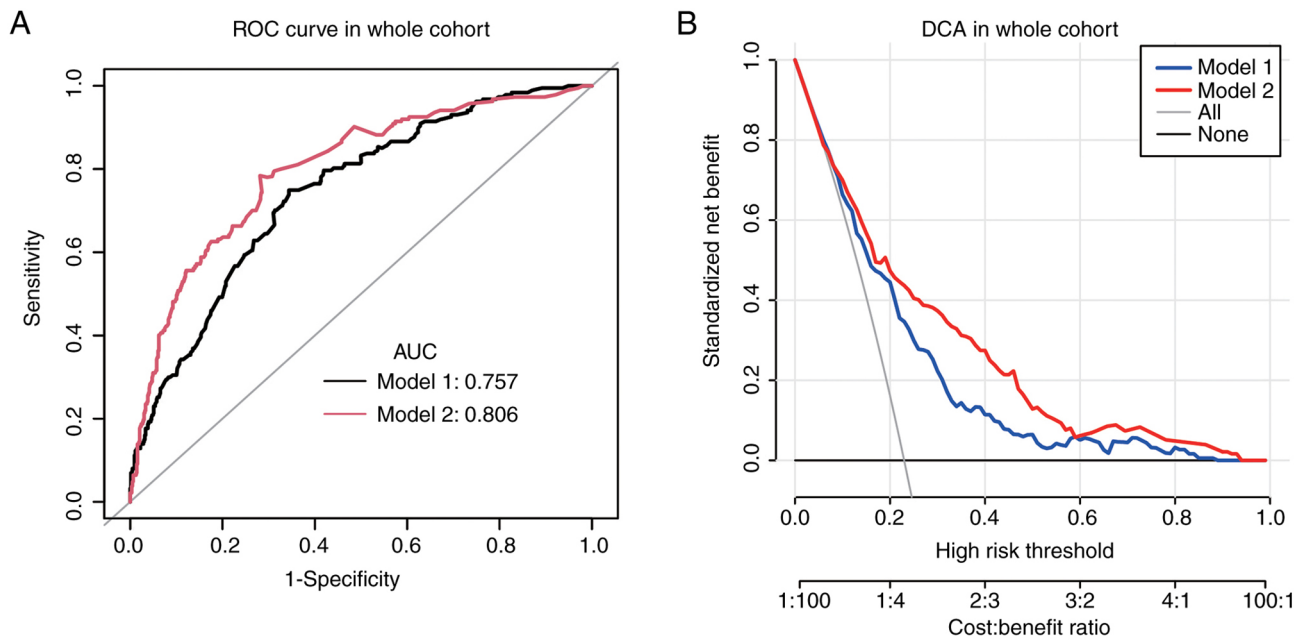 A
ROC curve in whole cohort
1.0
0.8
0.6
0.4
0.2
0.0
Sensitivity
AUC
Model 1: 0.757
Model 2: 0.806
0.0 0.2 0.4 0.6 0.8 1.0
1-Specificity
B
DCA in whole cohort
Model 1
Model 2
All
None
1.0
0.8
0.6
0.4
0.2
0.0
Standardized net benefit
0.0 0.2 0.4 0.6 0.8 1.0
High risk threshold
1:100 1:4 2:3 3:2 4:1 100:1
Cost:benefit ratio